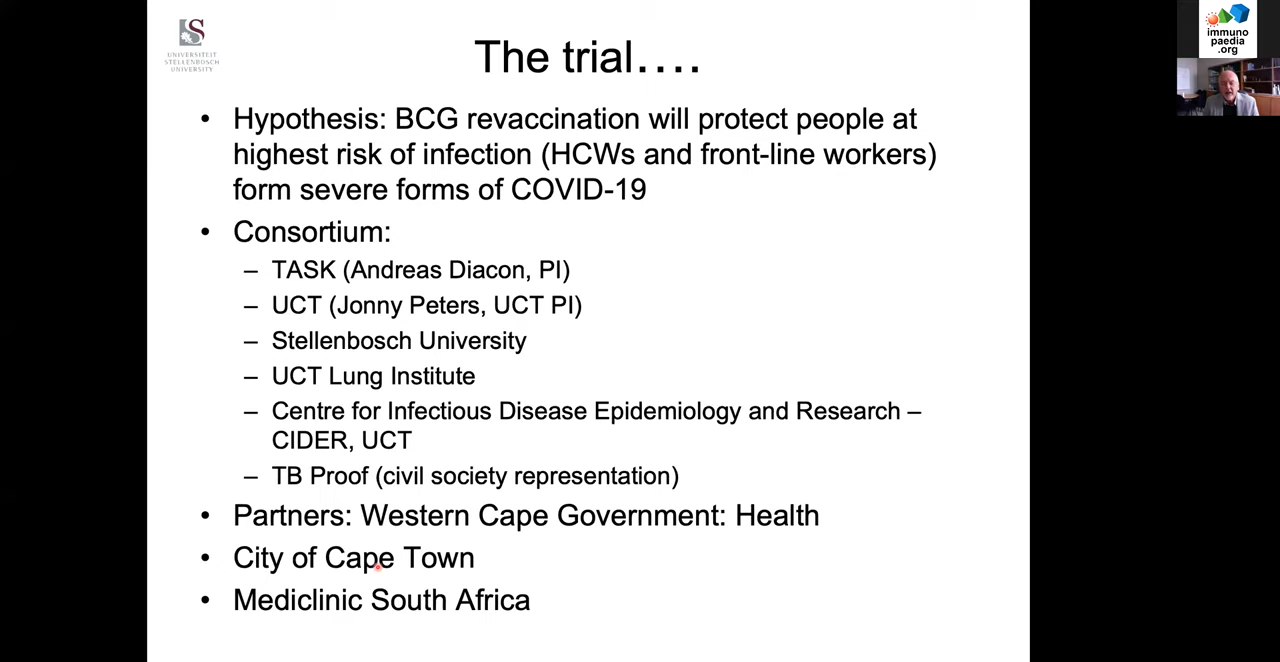 UNIVERSITEIT
STELLENBOSCH
UNIVERSITY
The trial....
immuno
paedia
.org
• Hypothesis: BCG revaccination will protect people at
highest risk of infection (HCWs and front-line workers)
form severe forms of COVID-19
• Consortium:
– TASK (Andreas Diacon, PI)
– UCT (Jonny Peters, UCT PI)
– Stellenbosch University
– UCT Lung Institute
– Centre for Infectious Disease Epidemiology and Research –
CIDER, UCT
– TB Proof (civil society representation)
• Partners: Western Cape Government: Health
• City of Cape Town
• Mediclinic South Africa